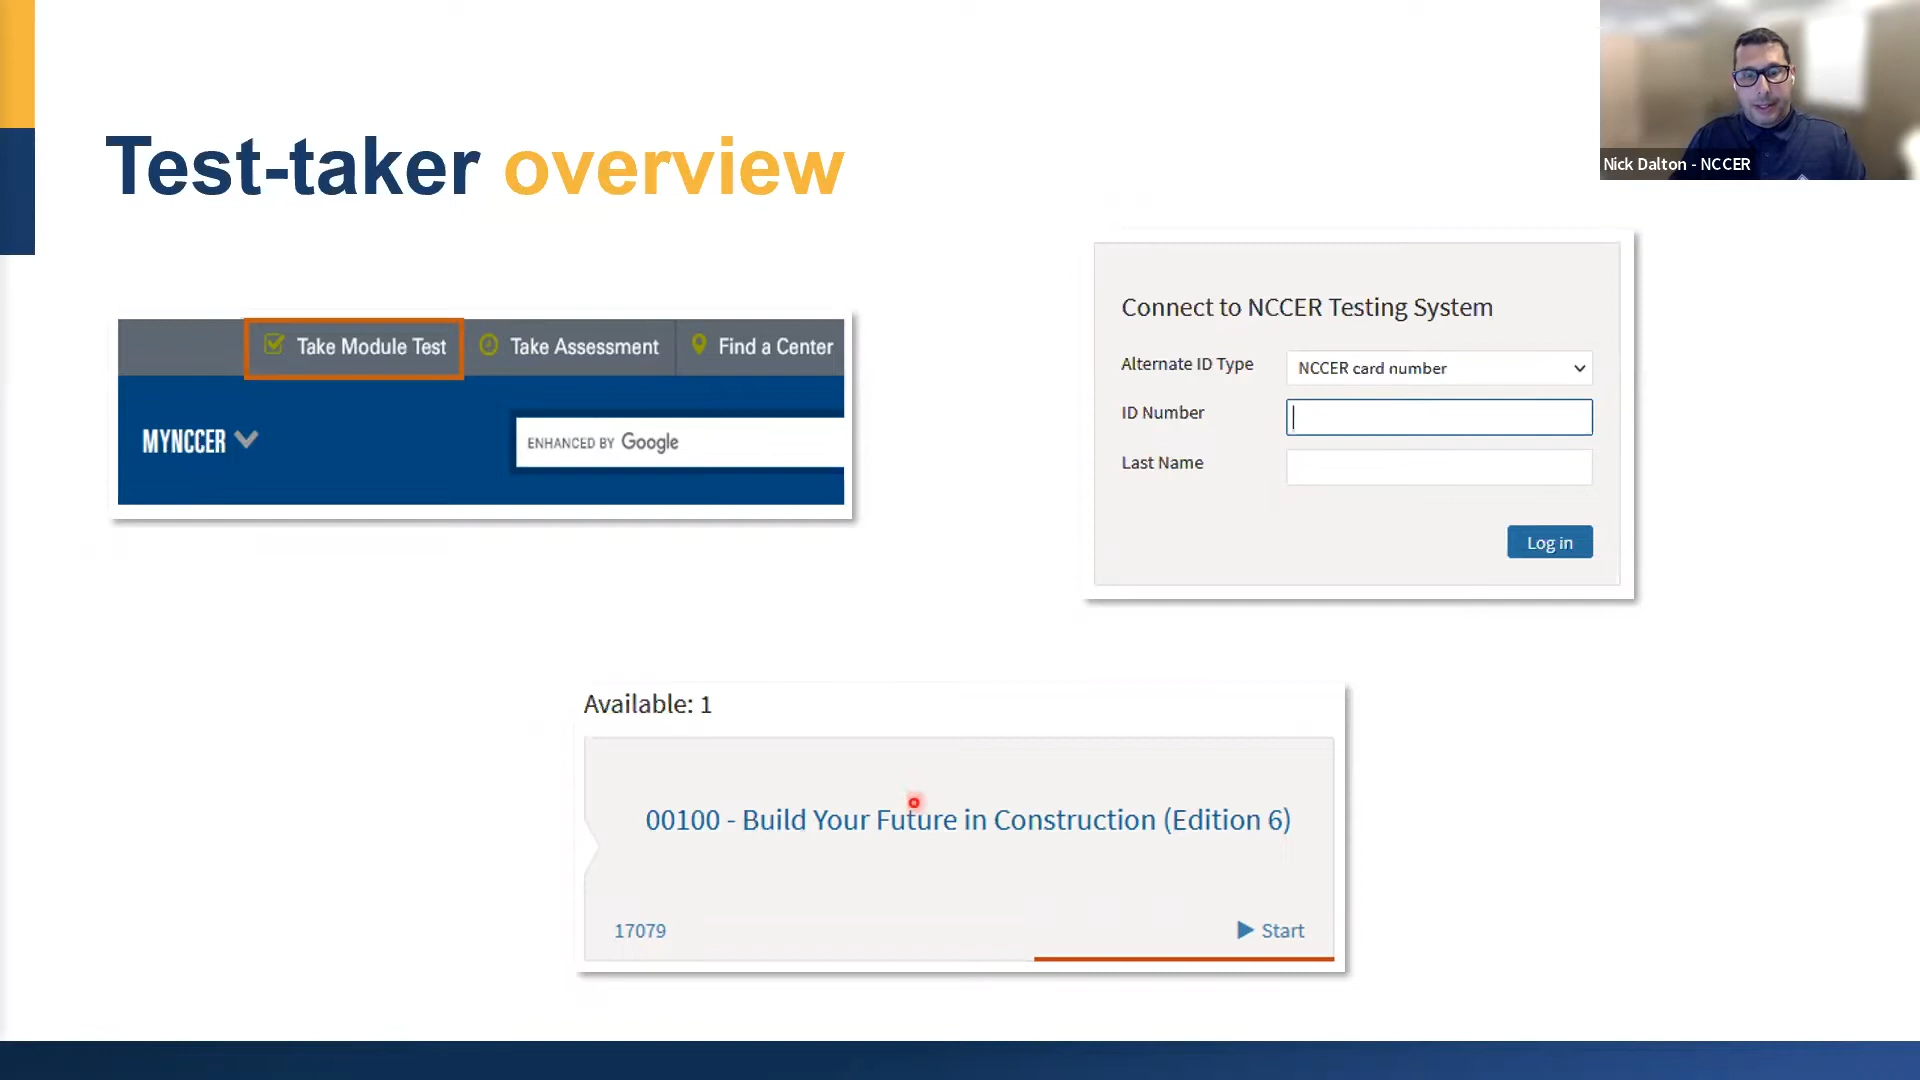 Test-taker overview
Nick Dalton - NCCER
Take Module Test
Take Assessment
Find a Center
MYNCCER
ENHANCED BY Google
Connect to NCCER Testing System
Alternate ID Type
NCCER card number
ID Number
Last Name
Log in
Available: 1
00100 - Build Your Future in Construction (Edition 6)
17079
Start